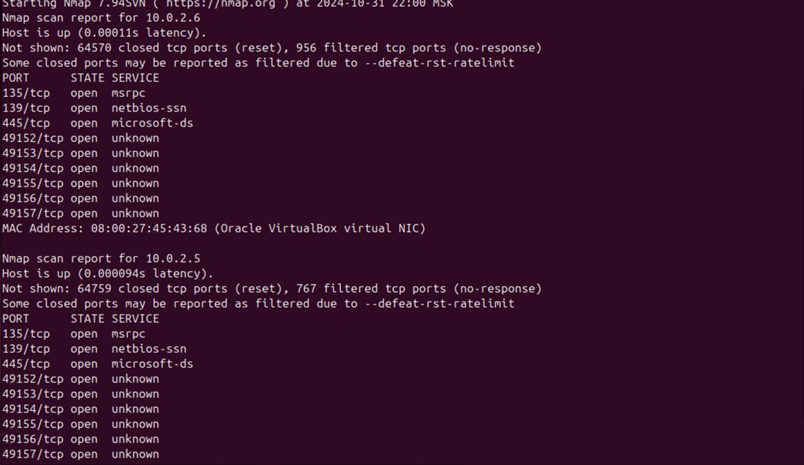 Starting Nmap 7.94SVN ( https://nmap.org ) at 2024-10-31 22:00 MSK
Nmap scan report for 10.0.2.6
Host is up (0.00011s latency).
Not shown: 64570 closed tcp ports (reset), 956 filtered tcp ports (no-response)
Some closed ports may be reported as filtered due to --defeat-rst-ratelimit
PORT      STATE SERVICE
135/tcp   open  msrpc
139/tcp   open  netbios-ssn
445/tcp   open  microsoft-ds
49152/tcp open  unknown
49153/tcp open  unknown
49154/tcp open  unknown
49155/tcp open  unknown
49156/tcp open  unknown
49157/tcp open  unknown
MAC Address: 08:00:27:45:43:68 (Oracle VirtualBox virtual NIC)

Nmap scan report for 10.0.2.5
Host is up (0.000094s latency).
Not shown: 64759 closed tcp ports (reset), 767 filtered tcp ports (no-response)
Some closed ports may be reported as filtered due to --defeat-rst-ratelimit
PORT      STATE SERVICE
135/tcp   open  msrpc
139/tcp   open  netbios-ssn
445/tcp   open  microsoft-ds
49152/tcp open  unknown
49153/tcp open  unknown
49154/tcp open  unknown
49155/tcp open  unknown
49156/tcp open  unknown
49157/tcp open  unknown